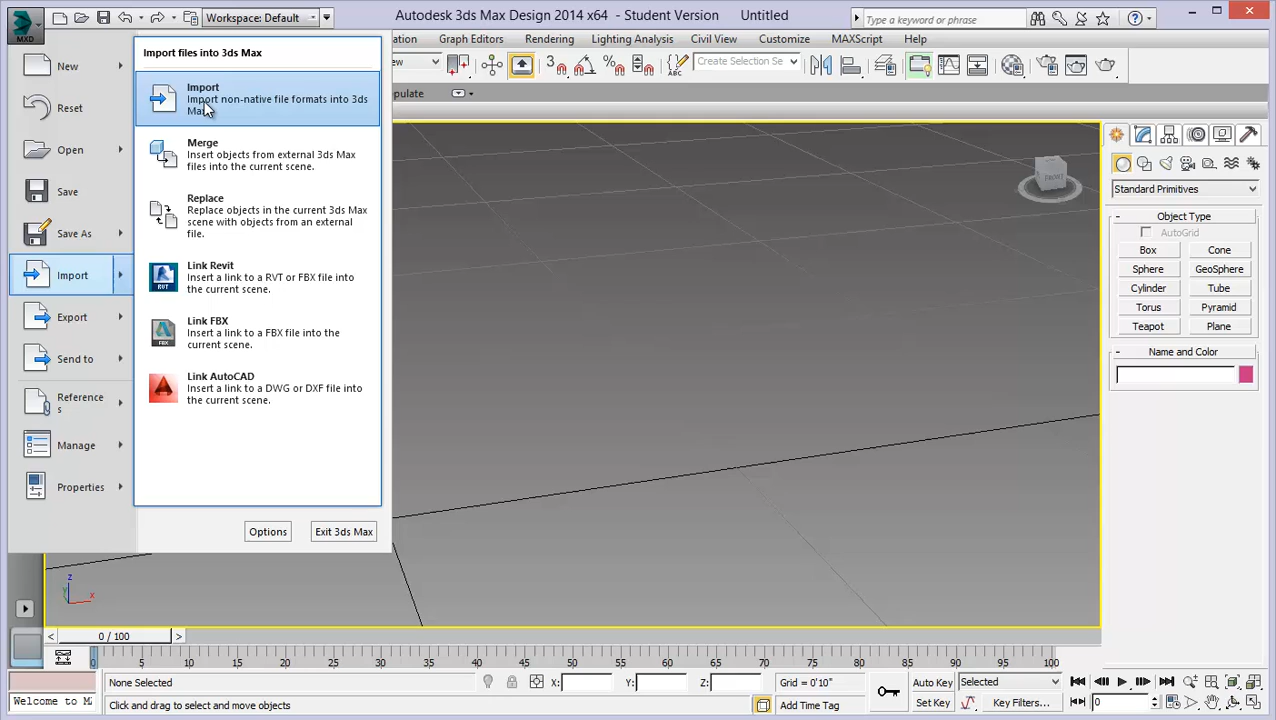 Workspace: Default
Autodesk 3ds Max Design 2014 x64 - Student Version - Untitled
Type a keyword or phrase
MXD
Graph Editors Rendering Lighting Analysis Civil View Customize MAXScript Help
Create Selection Se
Import files into 3ds Max
New
Reset
Open
Save
Save As
Import
Export
Send to
Reference
s
Manage
Properties
Import
Import non-native file formats into 3ds
Max.
Merge
Insert objects from external 3ds Max
files into the current scene.
Replace
Replace objects in the current 3ds Max
scene with objects from an external
file.
Link Revit
Insert a link to a RVT or FBX file into
the current scene.
Link FBX
Insert a link to a FBX file into the
current scene.
Link AutoCAD
Insert a link to a DWG or DXF file into
the current scene.
Options Exit 3ds Max
FRONT
Standard Primitives
Object Type
AutoGrid
Box Cone
Sphere GeoSphere
Cylinder Tube
Torus Pyramid
Teapot Plane
Name and Color
z
y x
0 / 100
0 5 10 15 20 25 30 35 40 45 50 55 60 65 70 75 80 85 90 95 100
None Selected X: Y: Z: Grid = 0'10" Auto Key Selected
Welcome to M
Click and drag to select and move objects Add Time Tag Set Key Key Filters... 0